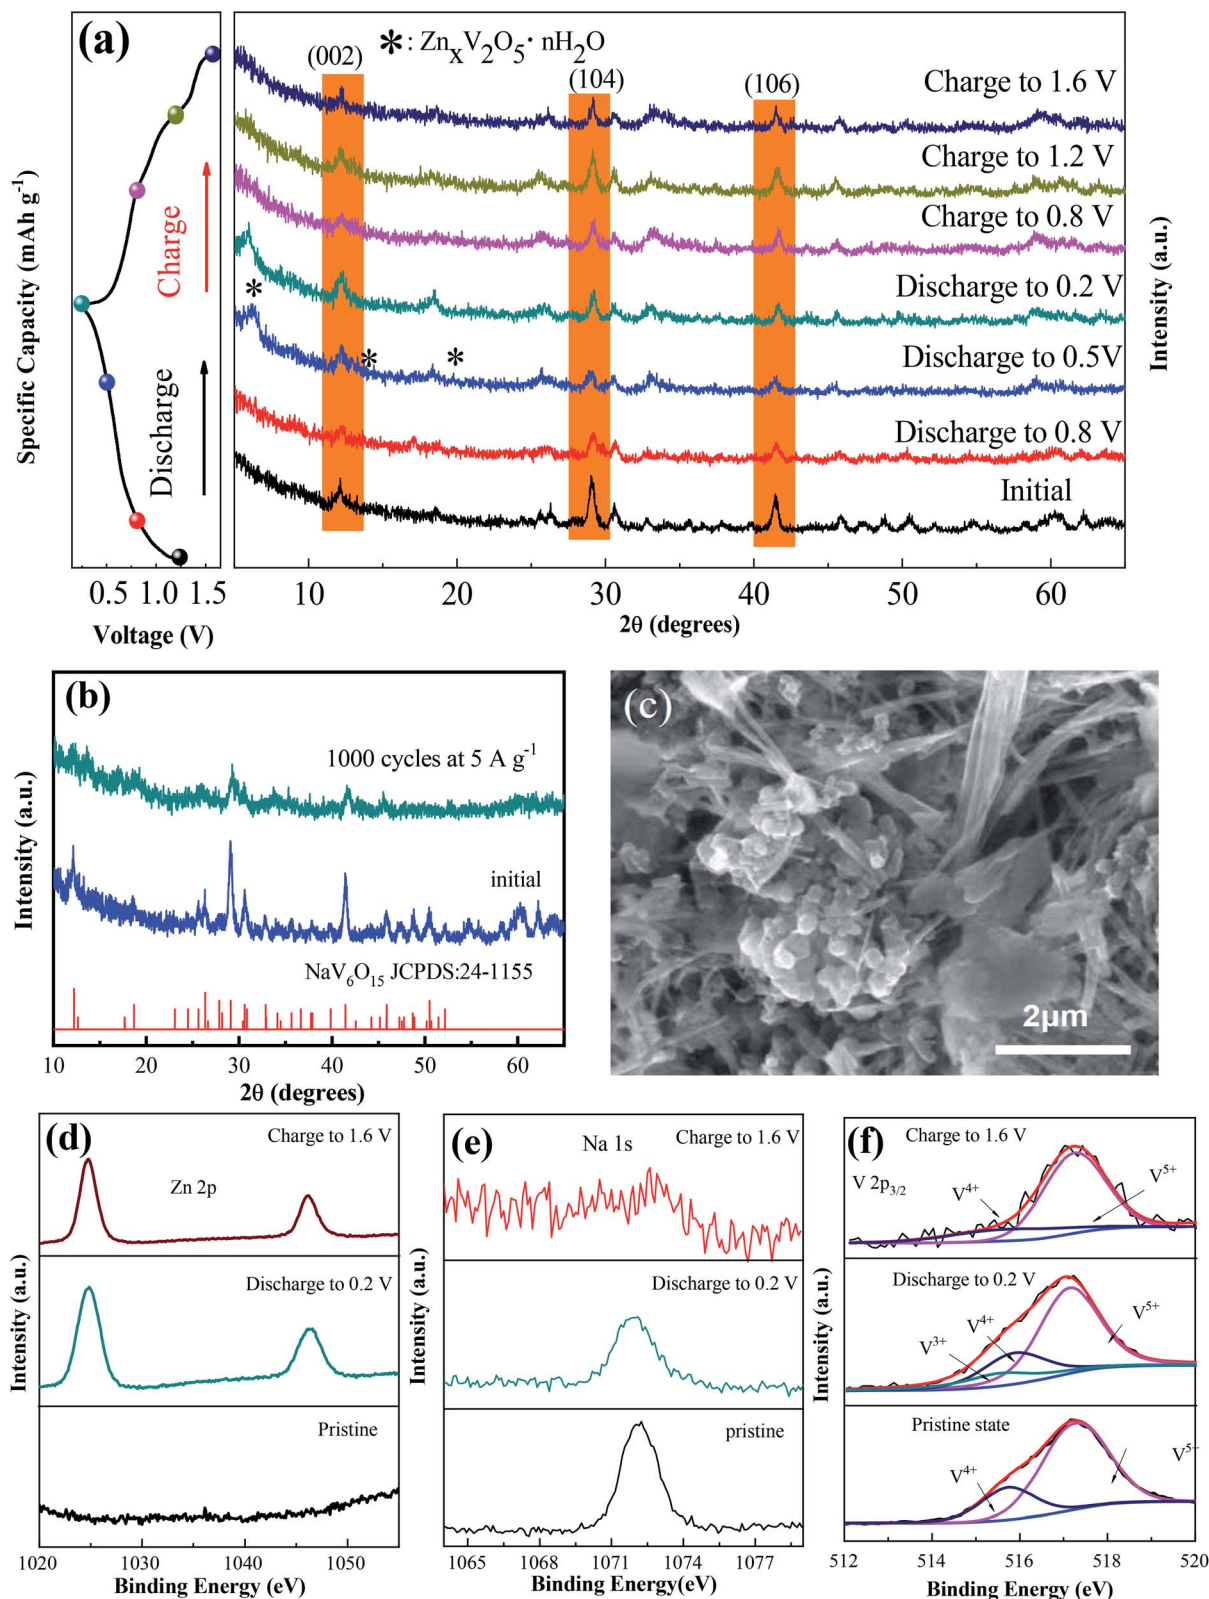 (a)
*: ZnxV2O5· nH2O
(002)
(104)
(106)
Charge to 1.6 V
Charge to 1.2 V
Charge to 0.8 V
Discharge to 0.2 V
Discharge to 0.5V
Discharge to 0.8 V
Initial
*
*
*
Charge
Discharge
Specific Capacity (mAh g-1)
Intensity (a.u.)
0.5 1.0 1.5
Voltage (V)
10 20 30 40 50 60
2θ (degrees)
(b)
1000 cycles at 5 A g-1
initial
NaV6O15 JCPDS:24-1155
Intensity (a.u.)
10 20 30 40 50 60
2θ (degrees)
(c)
2μm
(d)
Charge to 1.6 V
Zn 2p
Discharge to 0.2 V
Pristine
Intensity (a.u.)
1020 1030 1040 1050
Binding Energy (eV)
(e)
Na 1s
Charge to 1.6 V
Discharge to 0.2 V
pristine
Intensity (a.u.)
1065 1068 1071 1074 1077
Binding Energy(eV)
(f)
Charge to 1.6 V
V 2p3/2
V4+
V5+
Discharge to 0.2 V
V3+
V4+
V5+
Pristine state
V4+
V5+
Intensity (a.u.)
512 514 516 518 520
Binding Energy (eV)